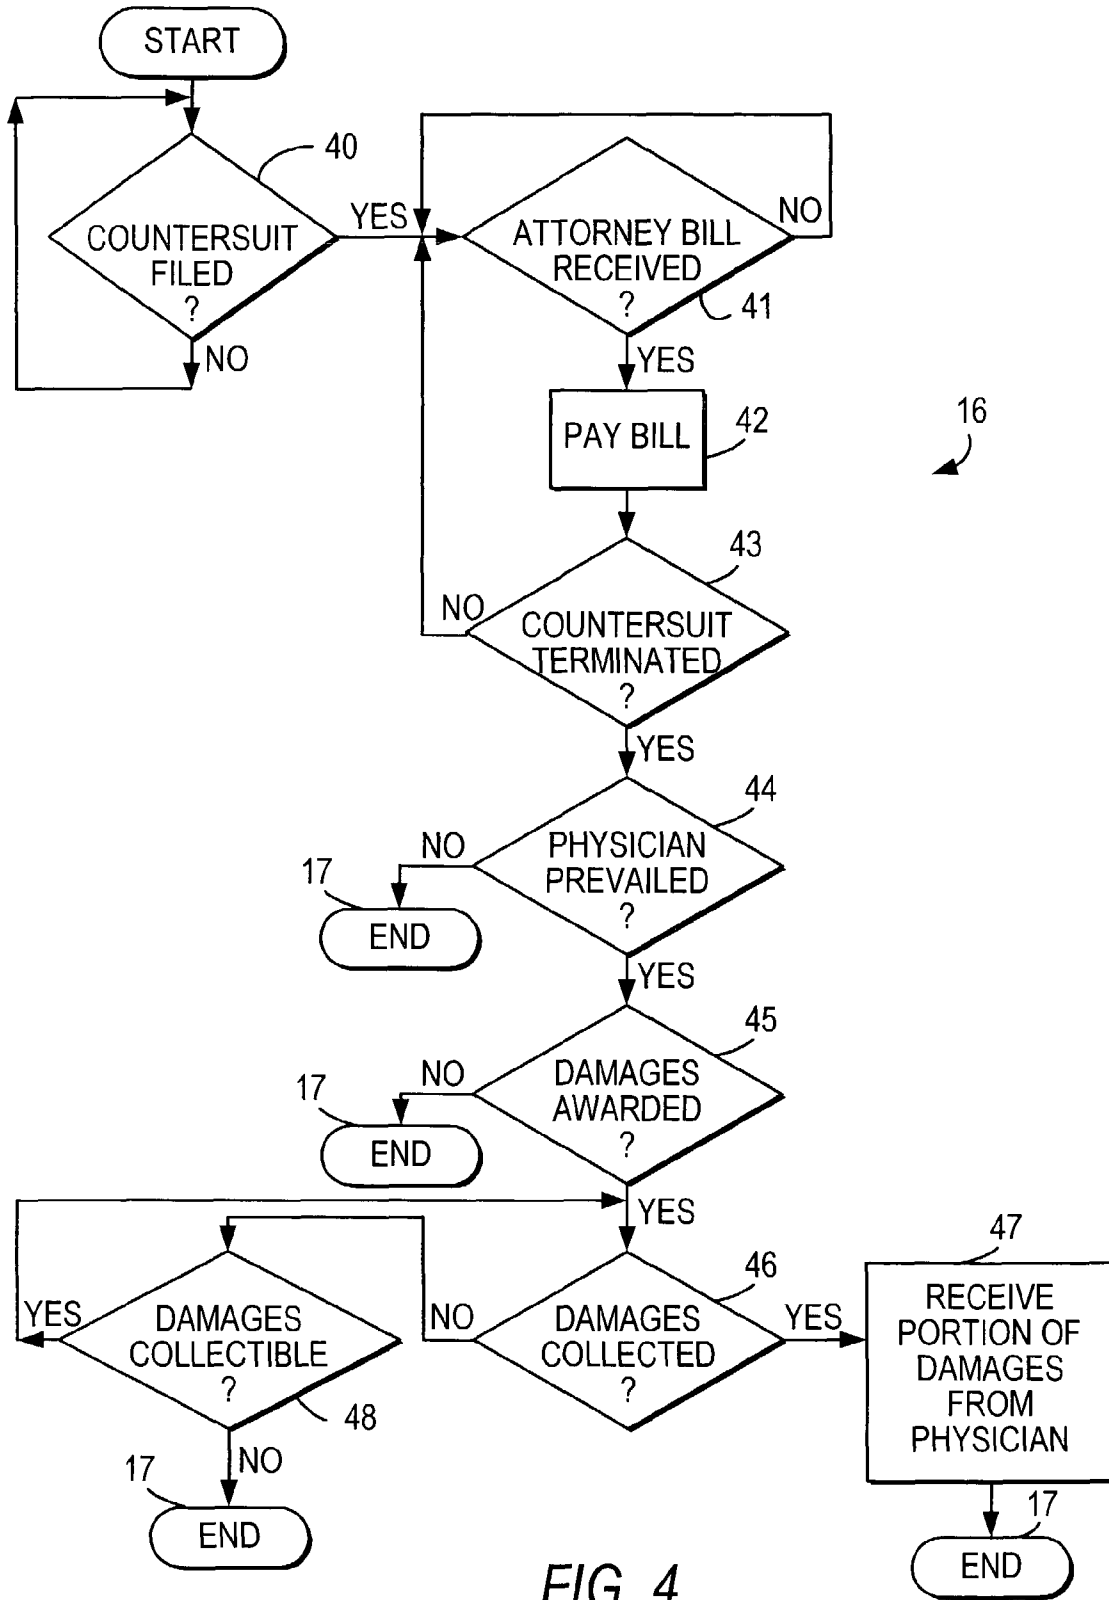 START
40
COUNTERSUIT
FILED
?
YES
NO
ATTORNEY BILL
RECEIVED
?
NO
41
YES
PAY BILL
42
16
43
COUNTERSUIT
TERMINATED
?
NO
YES
44
PHYSICIAN
PREVAILED
?
NO
17
END
YES
45
DAMAGES
AWARDED
?
NO
17
END
YES
46
DAMAGES
COLLECTED
?
NO
YES
47
RECEIVE
PORTION OF
DAMAGES
FROM
PHYSICIAN
DAMAGES
COLLECTIBLE
?
YES
48
NO
17
END
17
END
FIG. 4